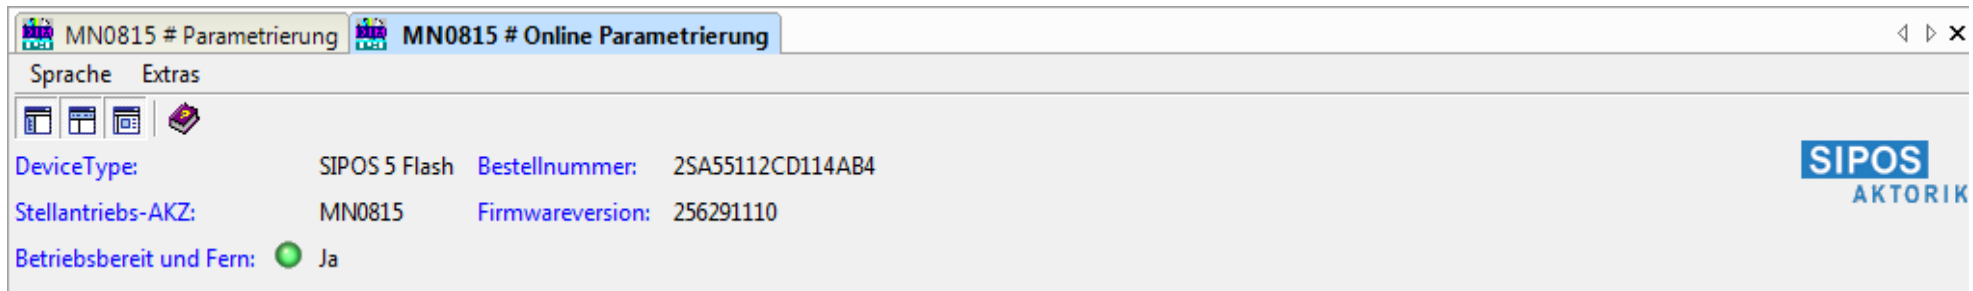 MN0815 # Parametrierung MN0815 # Online Parametrierung
Sprache Extras
DeviceType: SIPOS 5 Flash Bestellnummer: 2SA55112CD114AB4
SIPOS
AKTORIK
Stellantriebs-AKZ: MN0815 Firmwareversion: 256291110
Betriebsbereit und Fern: Ja